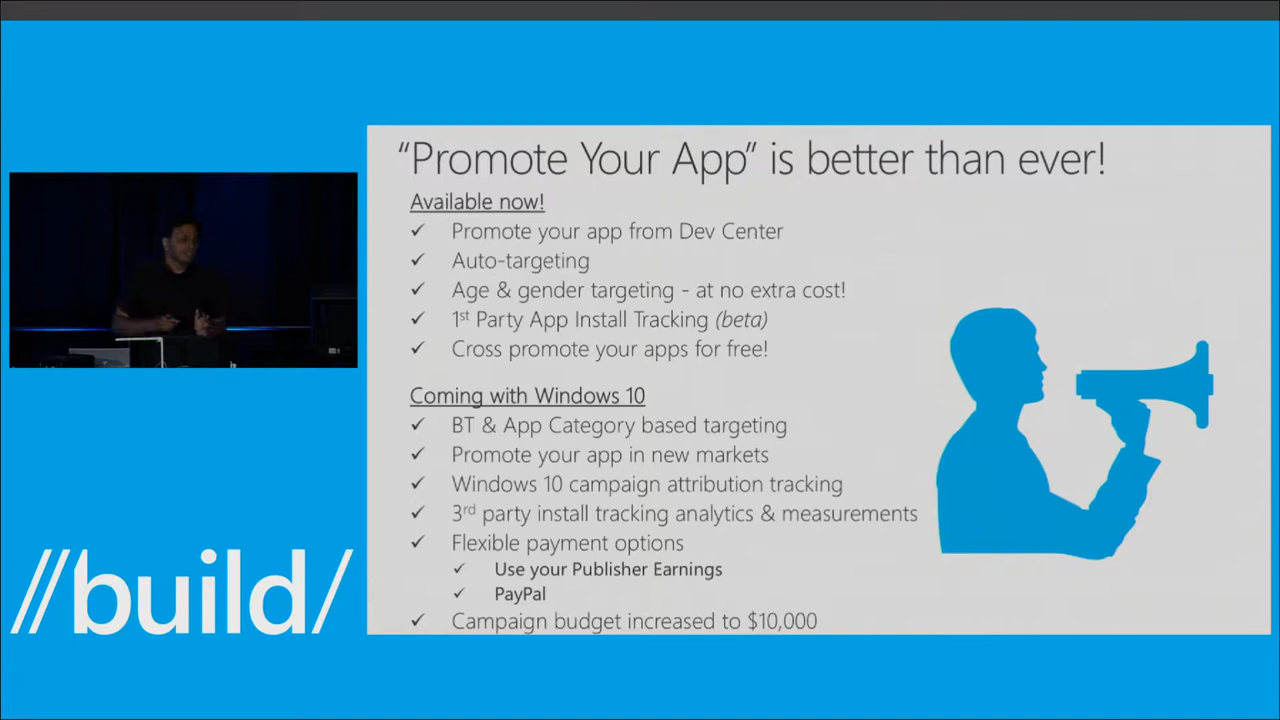 “Promote Your App” is better than ever!
Available now!
✓ Promote your app from Dev Center
✓ Auto-targeting
✓ Age & gender targeting - at no extra cost!
✓ 1st Party App Install Tracking (beta)
✓ Cross promote your apps for free!
Coming with Windows 10
✓ BT & App Category based targeting
✓ Promote your app in new markets
✓ Windows 10 campaign attribution tracking
✓ 3rd party install tracking analytics & measurements
✓ Flexible payment options
✓ Use your Publisher Earnings
✓ PayPal
✓ Campaign budget increased to $10,000
//build/